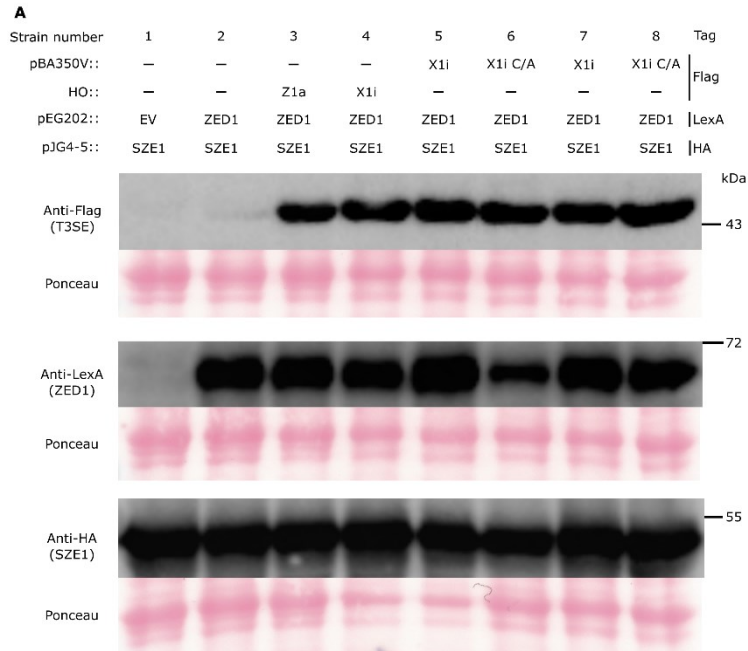 A
Strain number 1 2 3 4 5 6 7 8 Tag
pBA350V:: – – – – X1i X1i C/A X1i X1i C/A Flag
HO:: – – Z1a X1i – – – –
pEG202:: EV ZED1 ZED1 ZED1 ZED1 ZED1 ZED1 ZED1 LexA
pJG4-5:: SZE1 SZE1 SZE1 SZE1 SZE1 SZE1 SZE1 SZE1 HA
kDa
Anti-Flag
(T3SE)
43
Ponceau
72
Anti-LexA
(ZED1)
Ponceau
55
Anti-HA
(SZE1)
Ponceau